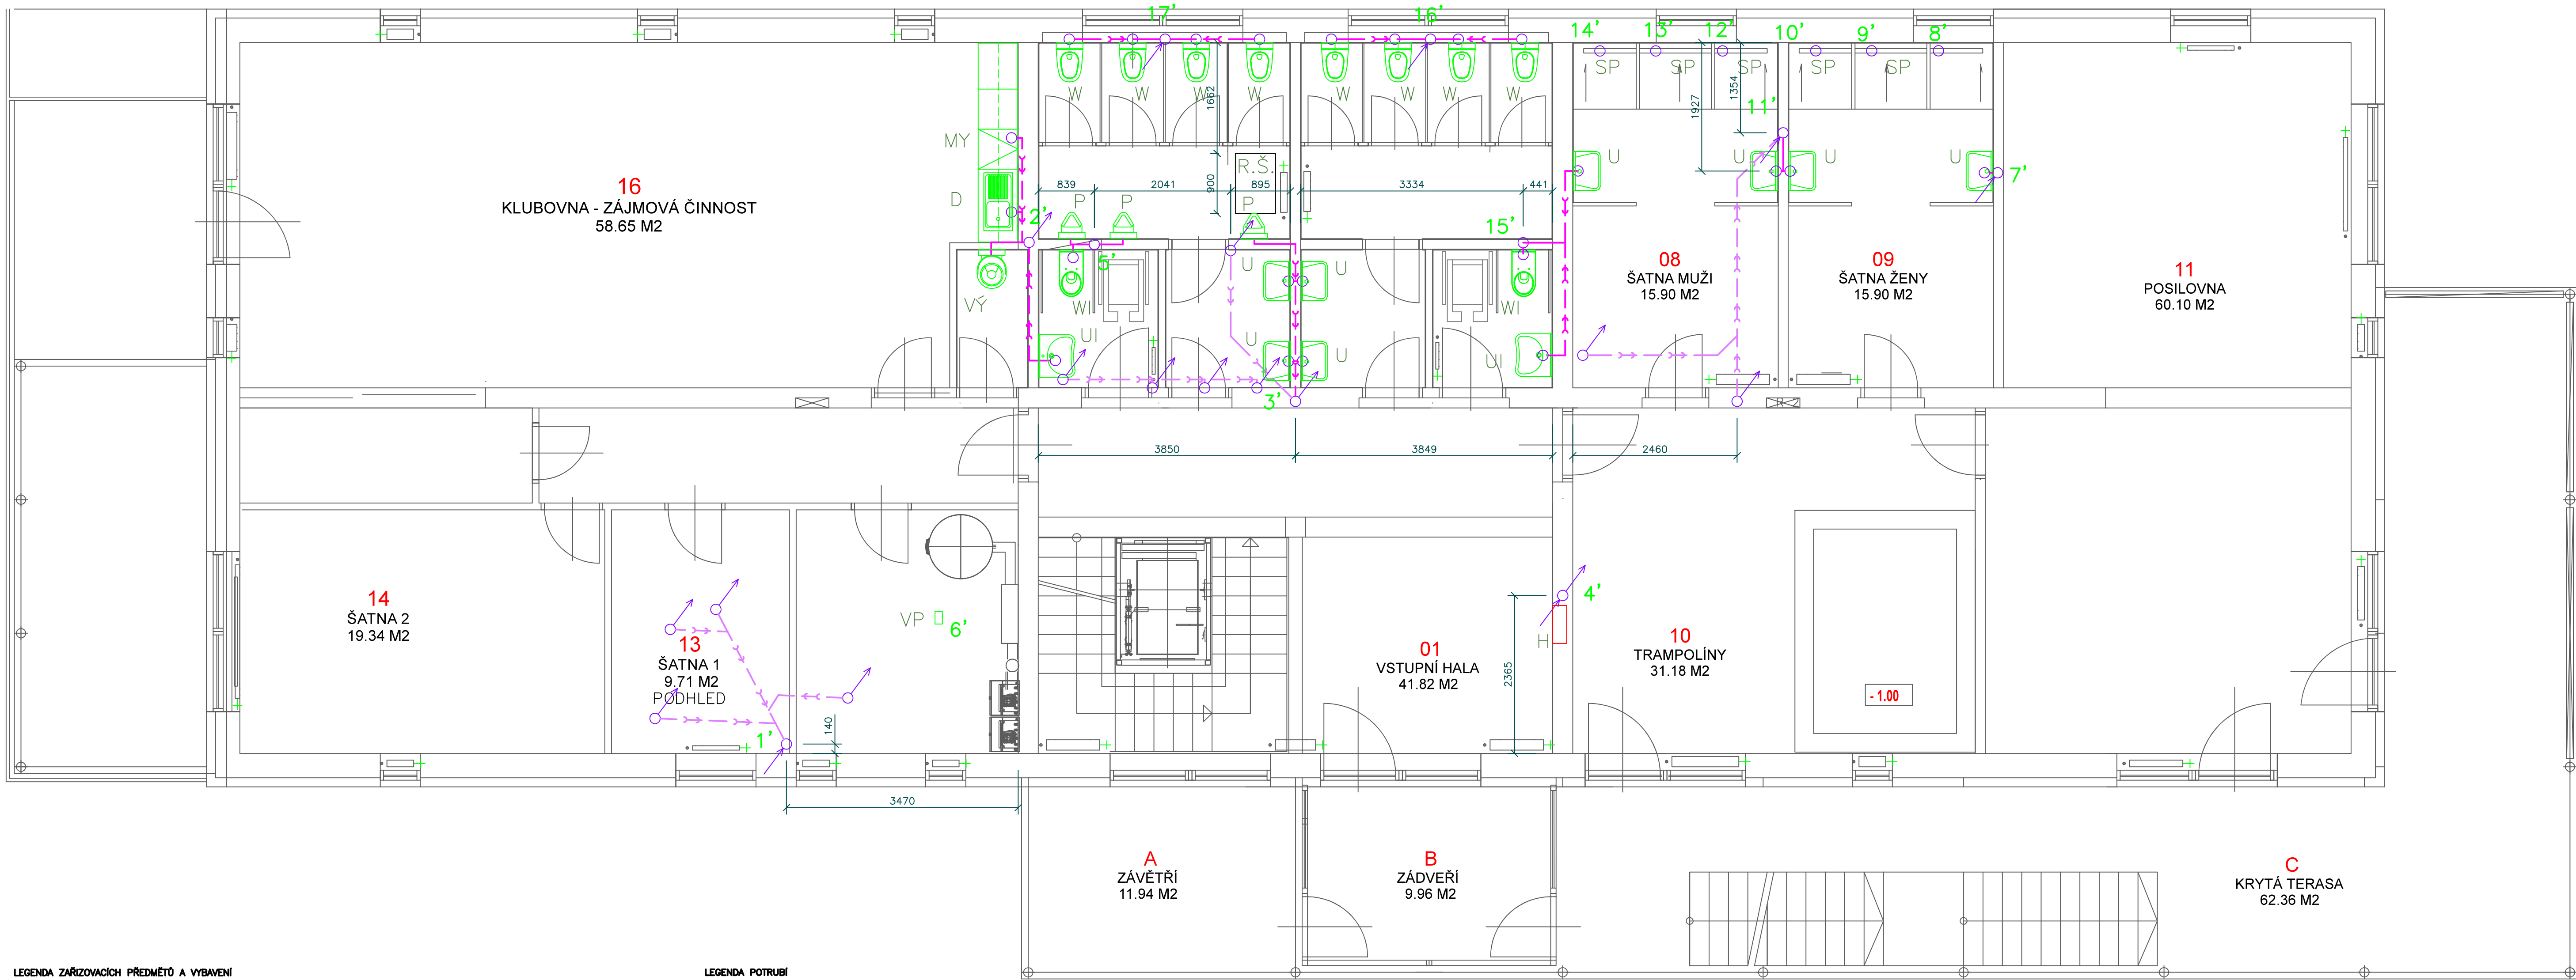 17'
16'
14'
13'
12'
10'
9'
8'
SP
SP
SP
SP
SP
W
W
W
W
W
W
W
W
1662
1354
1927
11'
MY
D
R.Š.
900
839
2041
895
3334
441
P
P
P
U
U
U
U
7'
16
KLUBOVNA - ZÁJMOVÁ ČINNOST
58.65 M2
2'
15'
5'
VÝ
WI
UI
U
U
U
U
WI
UI
08
ŠATNA MUŽI
15.90 M2
09
ŠATNA ŽENY
15.90 M2
11
POSILOVNA
60.10 M2
3'
3850
3849
2460
14
ŠATNA 2
19.34 M2
13
ŠATNA 1
9.71 M2
PODHLED
VP
6'
4'
H
01
VSTUPNÍ HALA
41.82 M2
2365
10
TRAMPOLÍNY
31.18 M2
- 1.00
1'
140
3470
A
ZÁVĚTŘÍ
11.94 M2
B
ZÁDVEŘÍ
9.96 M2
C
KRYTÁ TERASA
62.36 M2
LEGENDA ZAŘIZOVACÍCH PŘEDMĚTŮ A VYBAVENÍ
LEGENDA POTRUBÍ